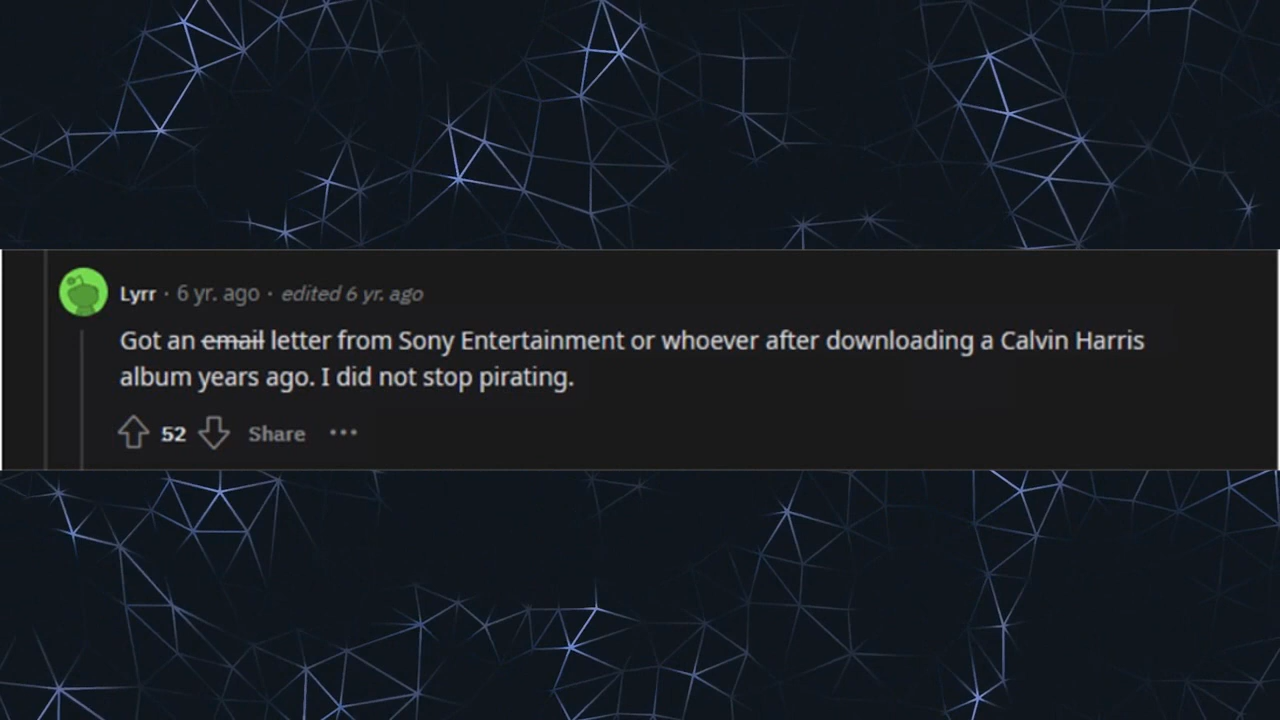 Lyrr · 6 yr. ago · edited 6 yr. ago
Got an email letter from Sony Entertainment or whoever after downloading a Calvin Harris
album years ago. I did not stop pirating.
52 Share ···